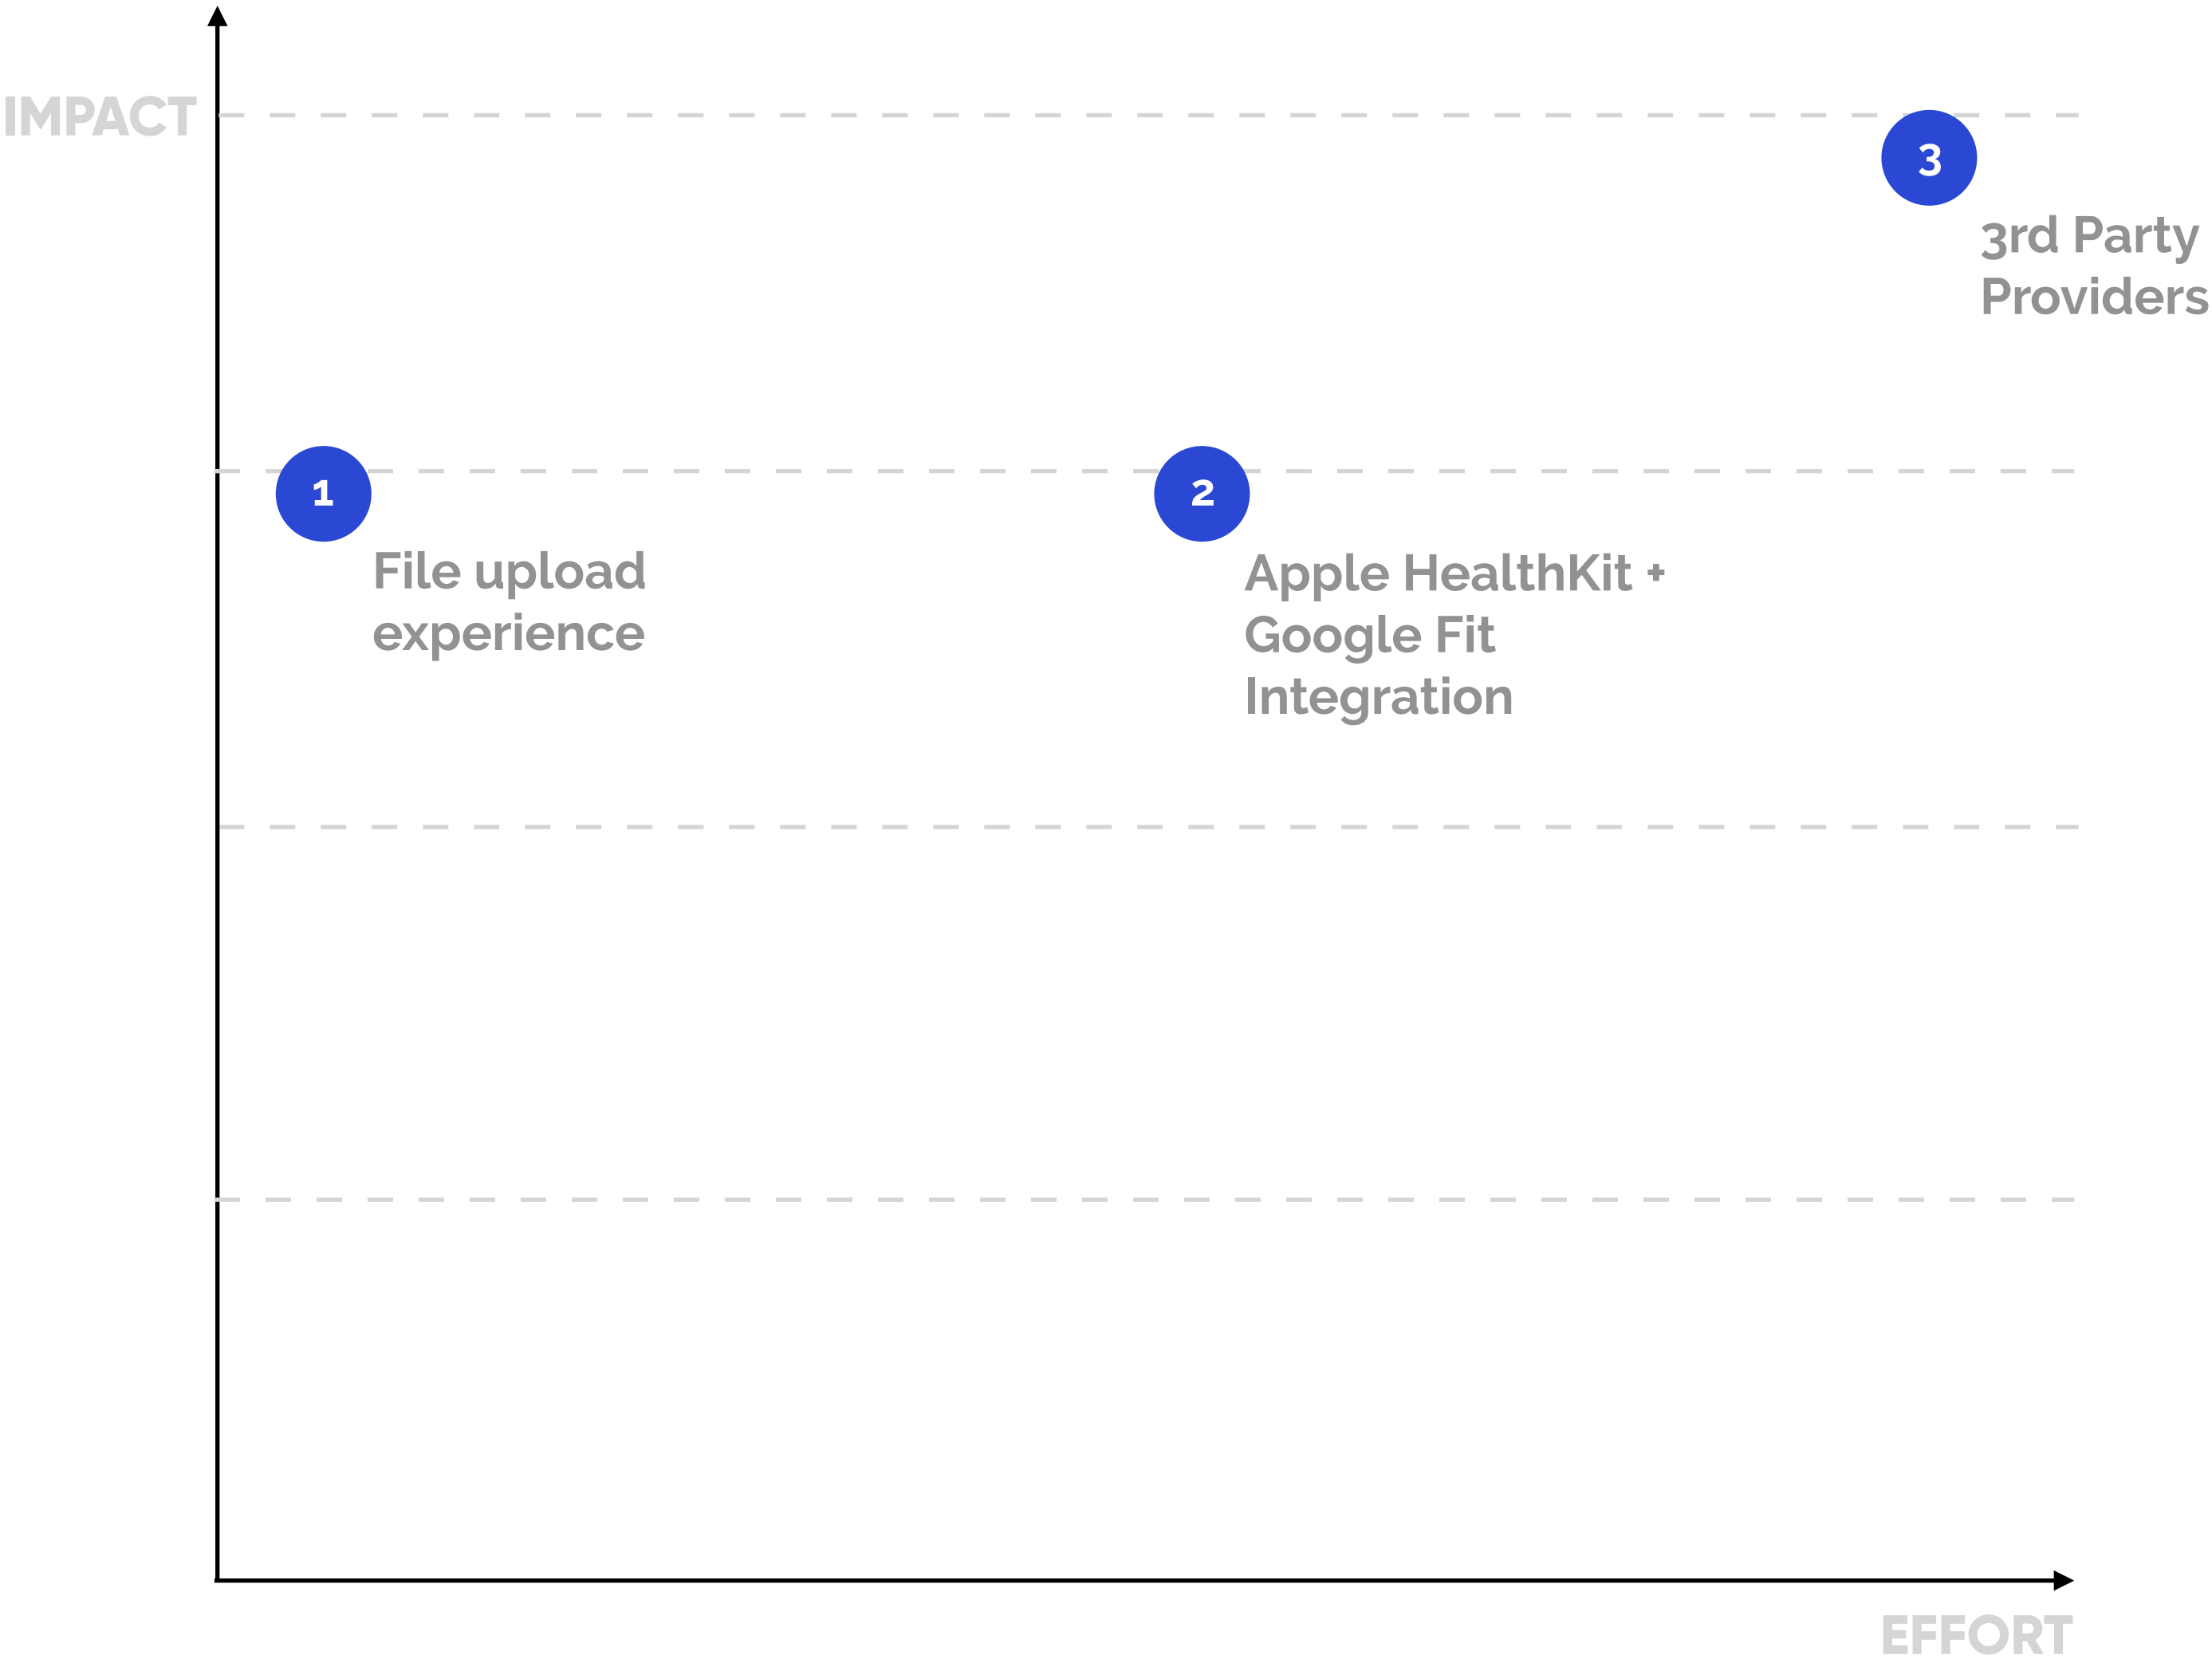 IMPACT
3
3rd Party
Providers
1
File upload
experience
2
Apple HealthKit +
Google Fit
Integration
EFFORT